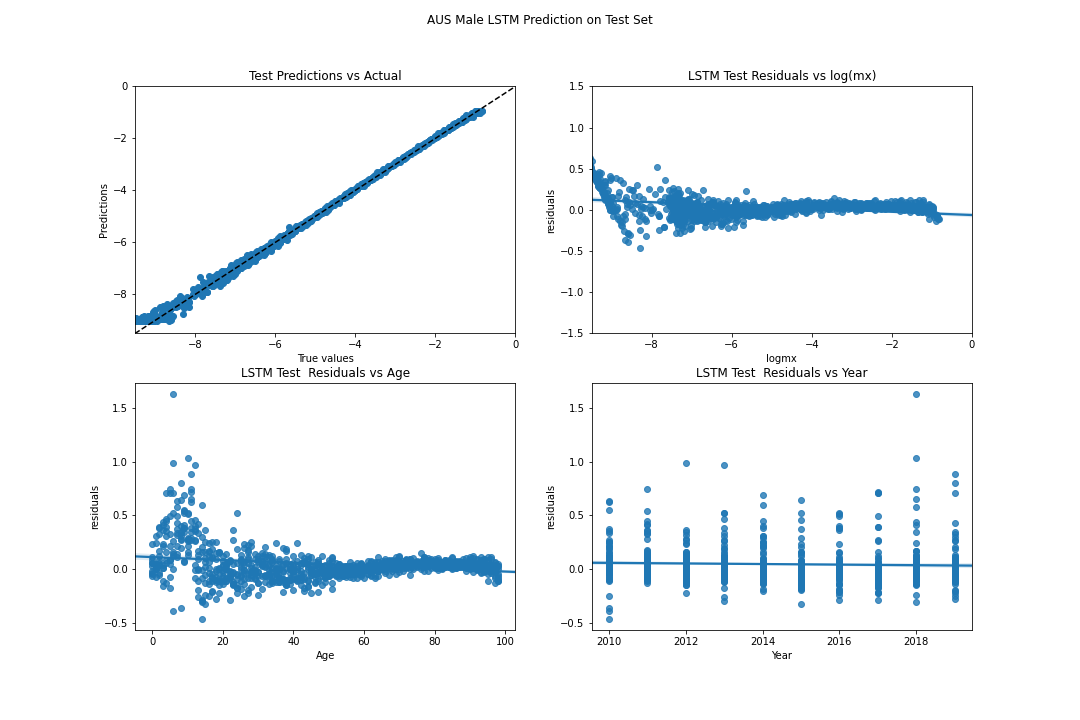 AUS Male LSTM Prediction on Test Set
Test Predictions vs Actual
0
−2
−4
−6
−8
Predictions
−8 −6 −4 −2 0
True values
LSTM Test Residuals vs log(mx)
1.5
1.0
0.5
0.0
−0.5
−1.0
−1.5
residuals
−8 −6 −4 −2 0
logmx
LSTM Test  Residuals vs Age
1.5
1.0
0.5
0.0
−0.5
residuals
0 20 40 60 80 100
Age
LSTM Test  Residuals vs Year
1.5
1.0
0.5
0.0
−0.5
residuals
2010 2012 2014 2016 2018
Year